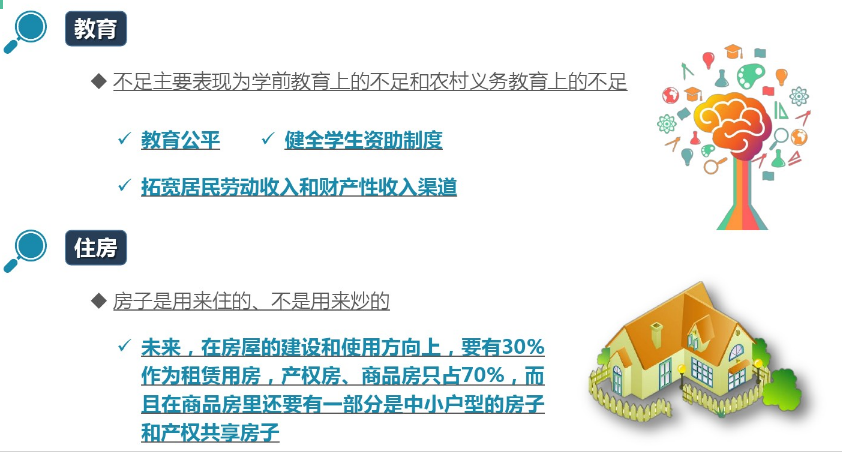 教育
不足主要表现为学前教育上的不足和农村义务教育上的不足
教育公平 健全学生资助制度
拓宽居民劳动收入和财产性收入渠道
住房
房子是用来住的、不是用来炒的
未来，在房屋的建设和使用方向上，要有30%
作为租赁用房，产权房、商品房只占70%，而
且在商品房里还要有一部分是中小户型的房子
和产权共享房子